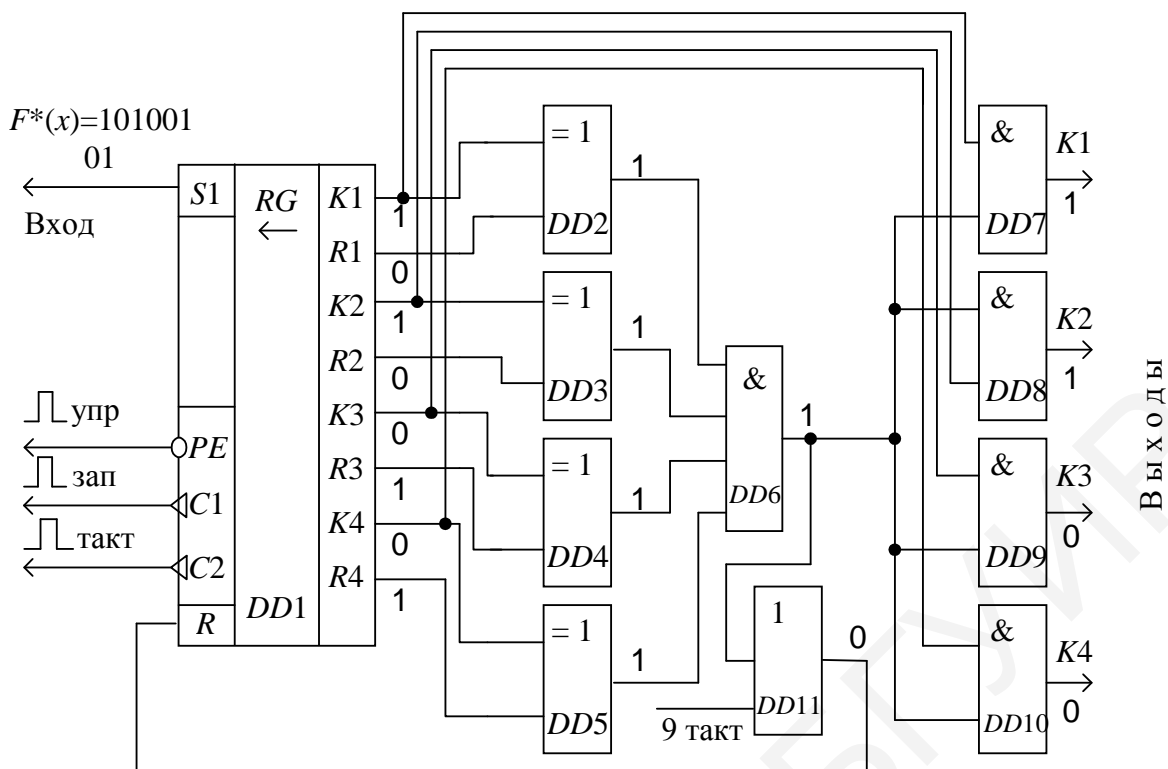 F*(x)=101001
01
Вход
упр
зап
такт
S1
PE
C1
C2
R
RG
DD1
K1
1
R1
0
K2
1
R2
0
K3
0
R3
1
K4
0
R4
1
= 1
DD2
1
= 1
DD3
1
= 1
DD4
1
= 1
DD5
1
&
DD6
1
1
DD11
0
9 такт
&
DD7
K1
1
&
DD8
K2
1
&
DD9
K3
0
&
DD10
K4
0
Выходы
БГУИР